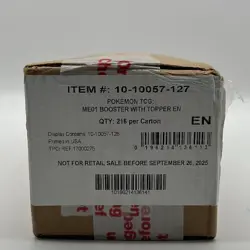 ITEM #: 10-10057-127
POKEMON TCG:
ME01 BOOSTER WITH TOPPER EN
QTY: 216 per Carton
EN
Display Contains: 10-10057-126
Printed in USA
NOT FOR RETAIL SALE BEFORE SEPTEMBER 26, 2025